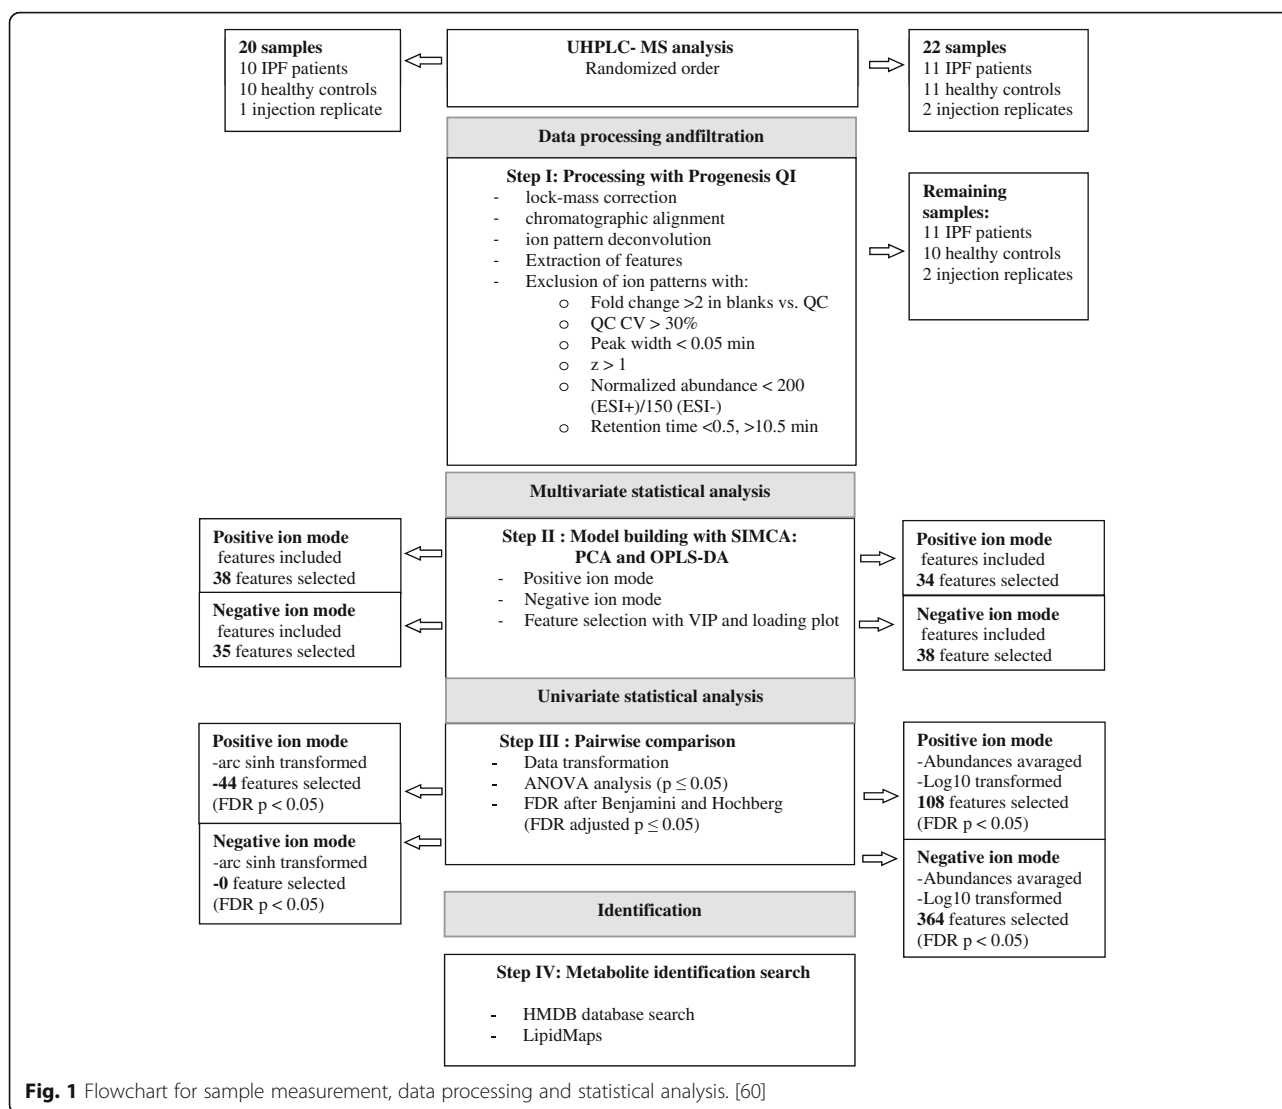 20 samples
10 IPF patients
10 healthy controls
1 injection replicate
UHPLC- MS analysis
Randomized order
22 samples
11 IPF patients
11 healthy controls
2 injection replicates
Data processing andfiltration
Step I: Processing with Progenesis QI
- lock-mass correction
- chromatographic alignment
- ion pattern deconvolution
- Extraction of features
- Exclusion of ion patterns with:
o Fold change >2 in blanks vs. QC
o QC CV > 30%
o Peak width < 0.05 min
o z > 1
o Normalized abundance < 200
(ESI+)/150 (ESI-)
o Retention time <0.5, >10.5 min
Remaining
samples:
11 IPF patients
10 healthy controls
2 injection replicates
Multivariate statistical analysis
Positive ion mode
features included
38 features selected
Negative ion mode
features included
35 features selected
Step II : Model building with SIMCA:
PCA and OPLS-DA
- Positive ion mode
- Negative ion mode
- Feature selection with VIP and loading plot
Positive ion mode
features included
34 features selected
Negative ion mode
features included
38 feature selected
Univariate statistical analysis
Positive ion mode
-arc sinh transformed
-44 features selected
(FDR p < 0.05)
Negative ion mode
-arc sinh transformed
-0 feature selected
(FDR p < 0.05)
Step III : Pairwise comparison
- Data transformation
- ANOVA analysis (p ≤ 0.05)
- FDR after Benjamini and Hochberg
(FDR adjusted p ≤ 0.05)
Positive ion mode
-Abundances avaraged
-Log10 transformed
108 features selected
(FDR p < 0.05)
Negative ion mode
-Abundances avaraged
-Log10 transformed
364 features selected
(FDR p < 0.05)
Identification
Step IV: Metabolite identification search
- HMDB database search
- LipidMaps
Fig. 1 Flowchart for sample measurement, data processing and statistical analysis. [60]